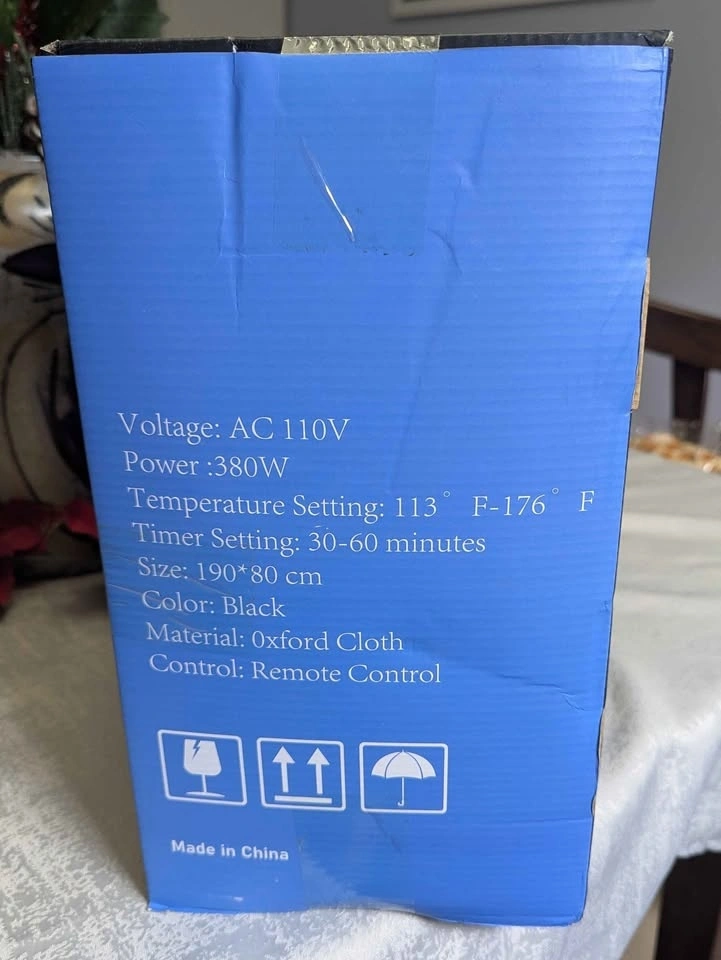 Voltage: AC 110V
Power :380W
Temperature Setting: 113° F-176° F
Timer Setting: 30-60 minutes
Size: 190*80 cm
Color: Black
Material: 0xford Cloth
Control: Remote Control
Made in China